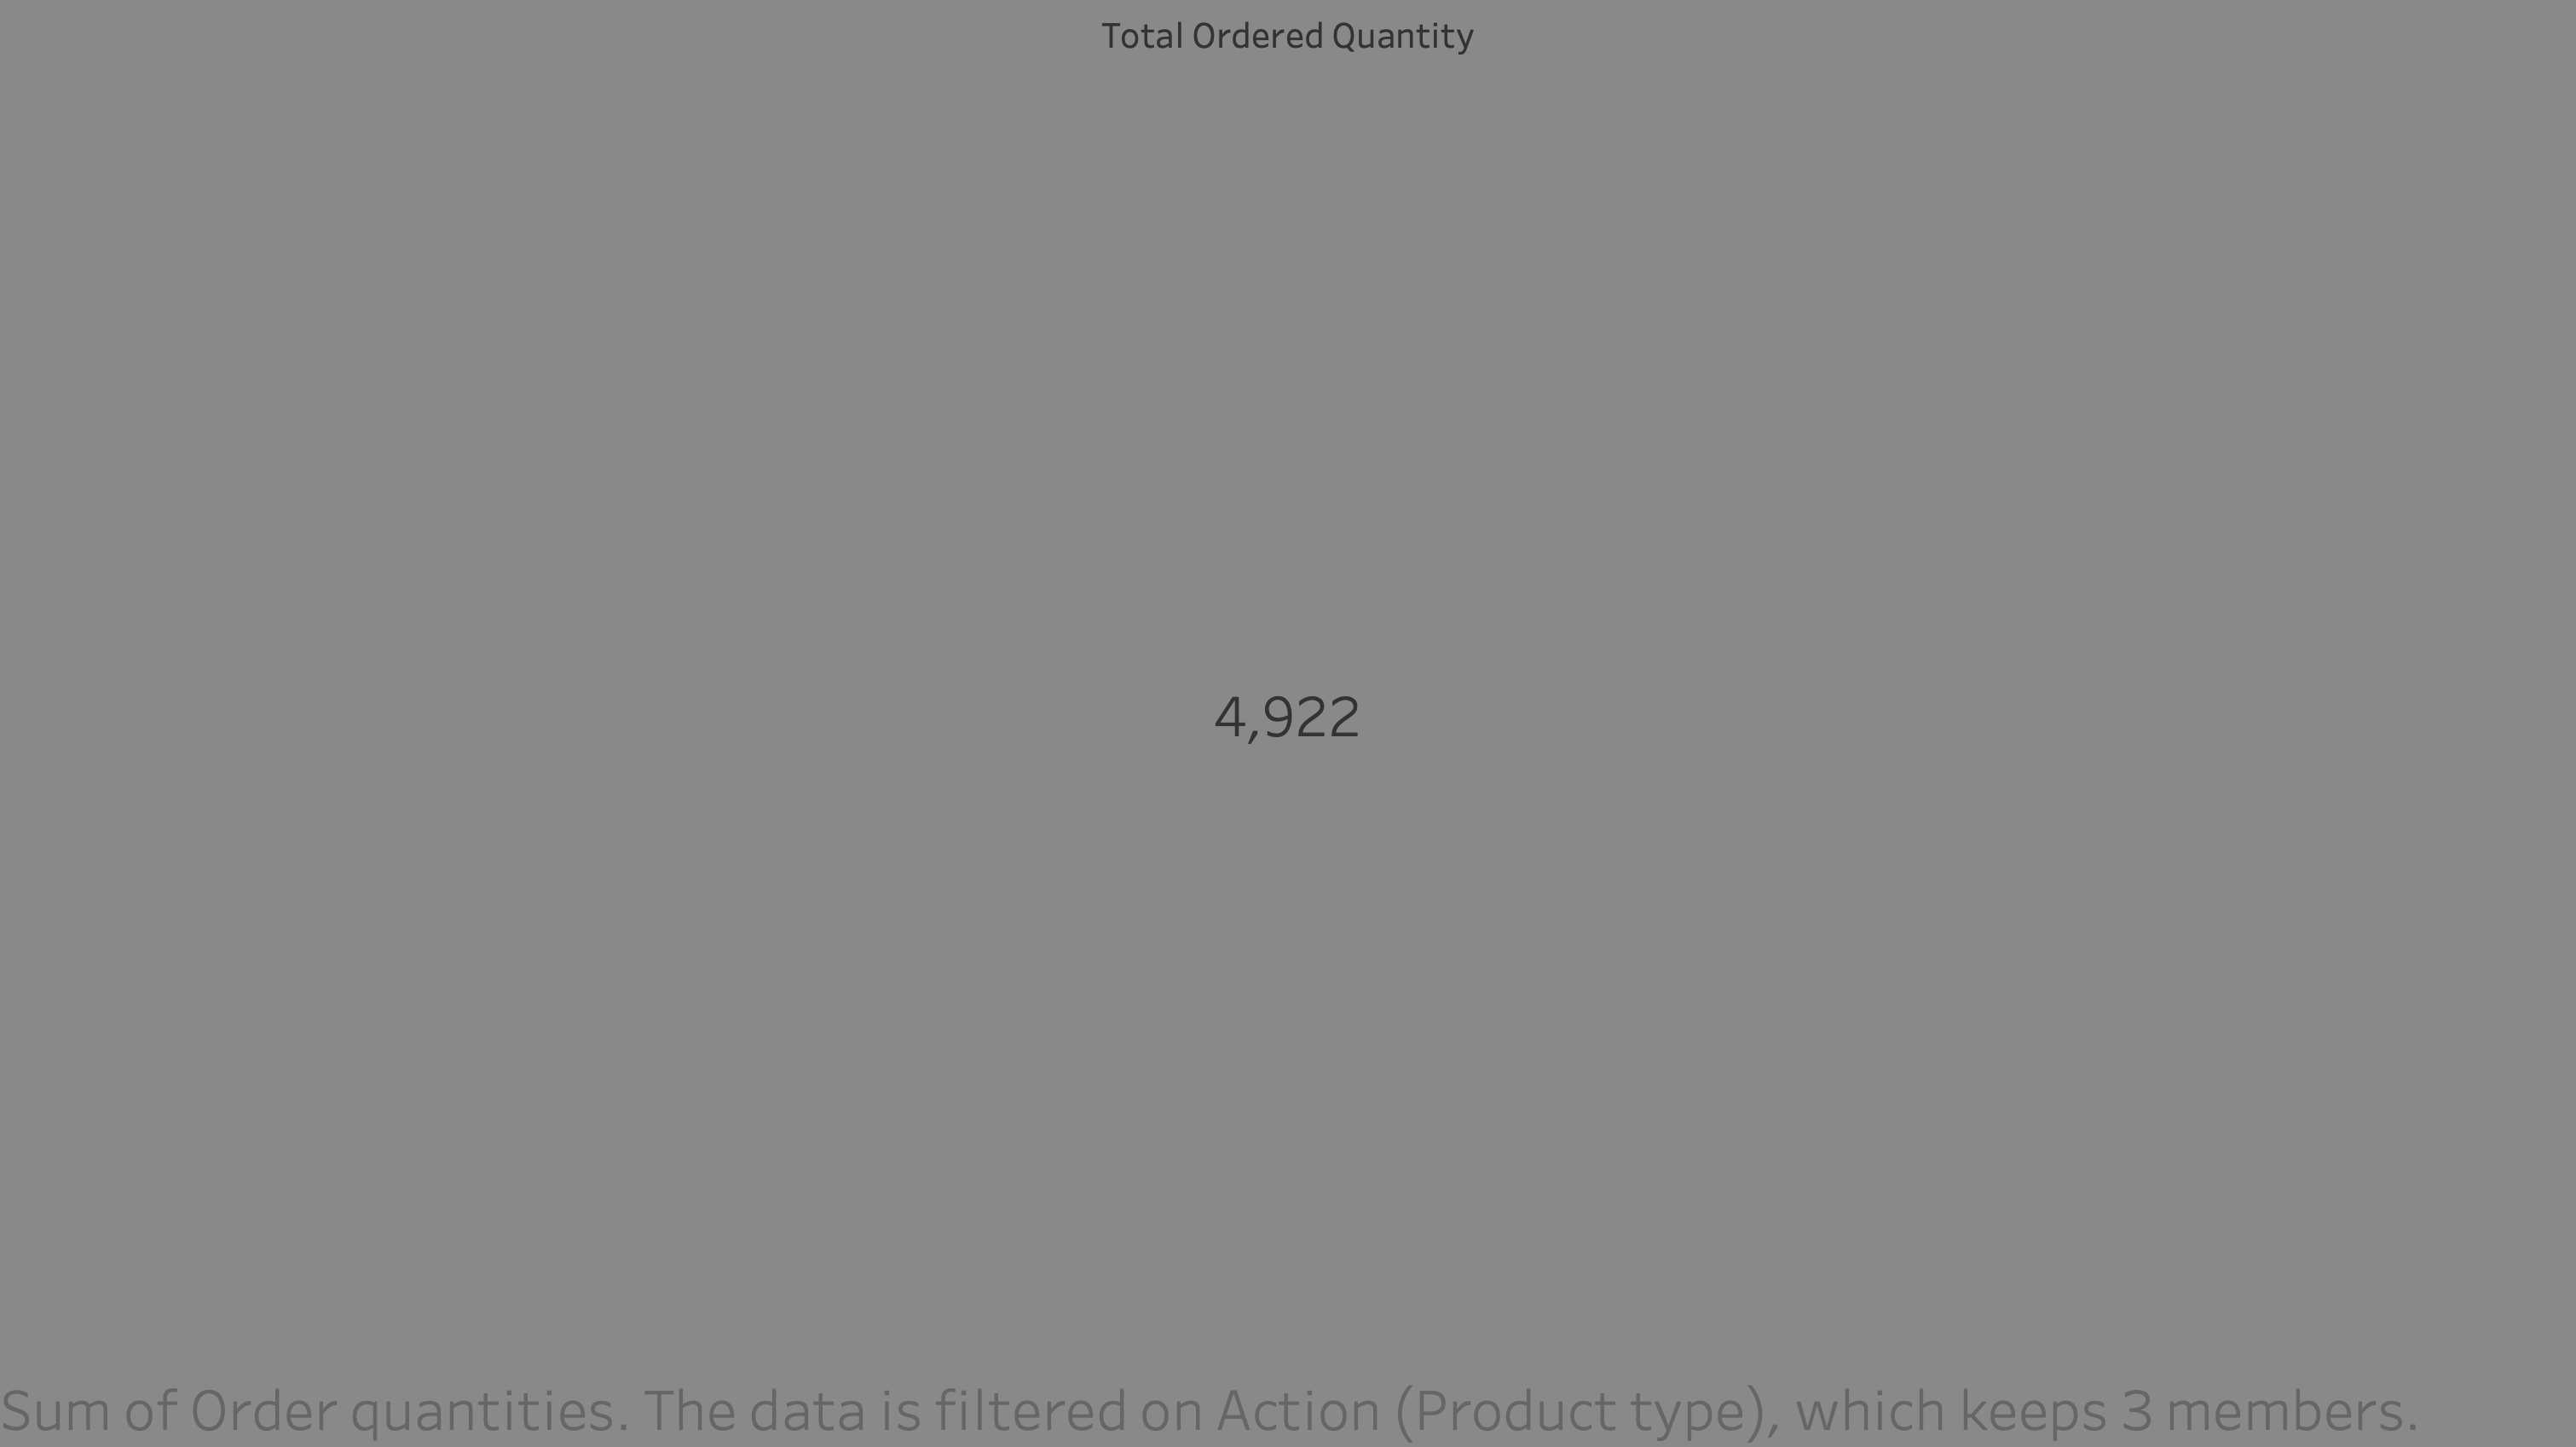 Total Ordered Quantity
4,922
Sum of Order quantities. The data is filtered on Action (Product type), which keeps 3 members.